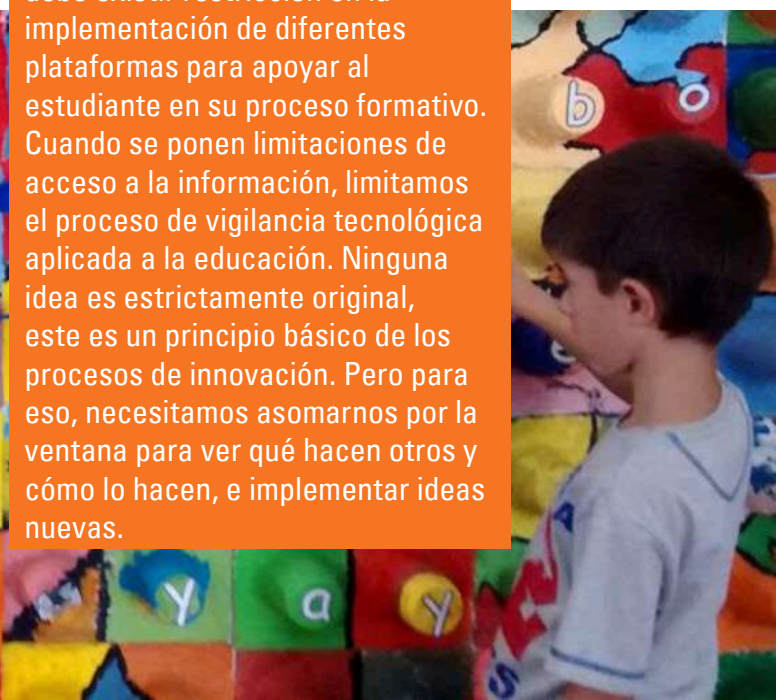 implementación de diferentes
plataformas para apoyar al
estudiante en su proceso formativo.
Cuando se ponen limitaciones de
acceso a la información, limitamos
el proceso de vigilancia tecnológica
aplicada a la educación. Ninguna
idea es estrictamente original,
este es un principio básico de los
procesos de innovación. Pero para
eso, necesitamos asomarnos por la
ventana para ver qué hacen otros y
cómo lo hacen, e implementar ideas
nuevas.
b o
e
y a y